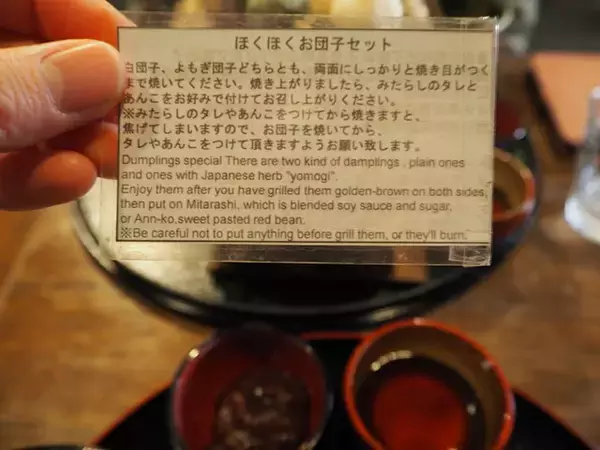 ほくほくお団子セット
白団子、よもぎ団子どちらとも、両面にしっかりと焼き目がつく
まで焼いてください。焼き上がりましたら、みたらしのタレと
あんこをお好みで付けてお召し上がりください。
※みたらしのタレやあんこをつけてから焼きますと、
焦げてしまいますので、お団子を焼いてから、
タレやあんこをつけて頂きますようお願い致します。
Dumplings special There are two kind of damplings , plain ones
and ones with Japanese herb "yomogi".
Enjoy them after you have grilled them golden-brown on both sides,
then put on Mitarashi, which is blended soy sauce and sugar,
or Ann-ko,sweet pasted red bean.
※Be careful not to put anything before grill them, or they'll burn.